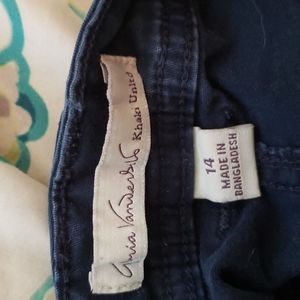 Gloria Vanderbilt
Khaki United
14
MADE IN
BANGLADESH